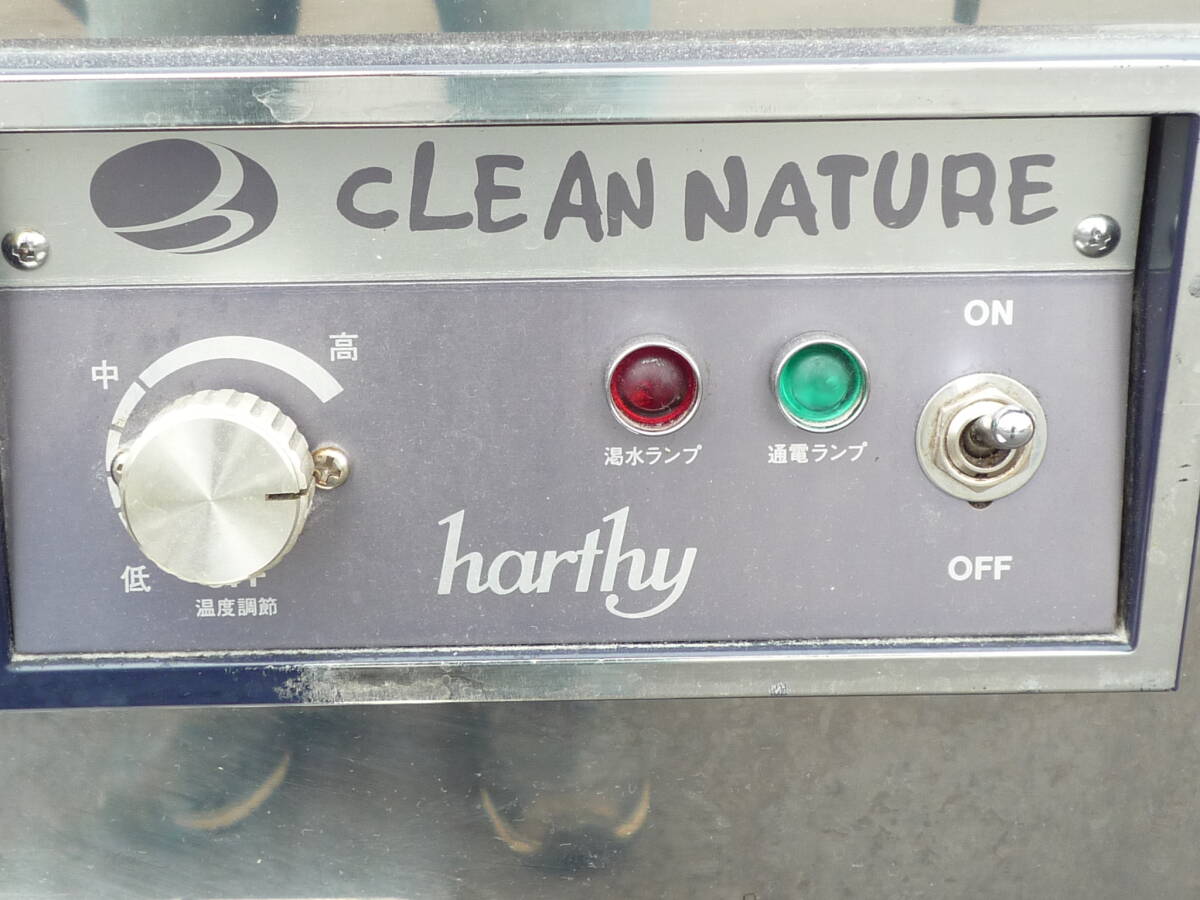 CLEAN NATURE
ON
高
中
渇水ランプ
通電ランプ
harthy
OFF
低
温度調節